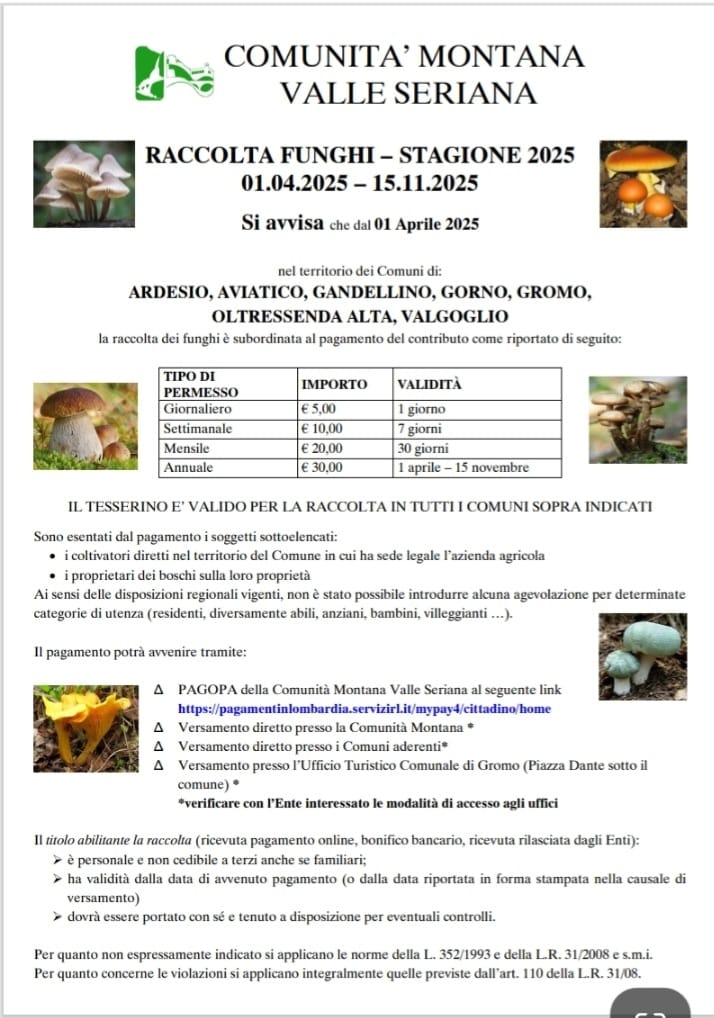 COMUNITA' MONTANA
VALLE SERIANA
RACCOLTA FUNGHI – STAGIONE 2025
01.04.2025 – 15.11.2025
Si avvisa che dal 01 Aprile 2025
nel territorio dei Comuni di:
ARDESIO, AVIATICO, GANDELLINO, GORNO, GROMO,
OLTRESSENDA ALTA, VALGOGLIO
la raccolta dei funghi è subordinata al pagamento del contributo come riportato di seguito:
TIPO DI PERMESSO IMPORTO VALIDITÀ
Giornaliero € 5,00 1 giorno
Settimanale € 10,00 7 giorni
Mensile € 20,00 30 giorni
Annuale € 30,00 1 aprile – 15 novembre
IL TESSERINO E' VALIDO PER LA RACCOLTA IN TUTTI I COMUNI SOPRA INDICATI
Sono esentati dal pagamento i soggetti sottoelencati:
• i coltivatori diretti nel territorio del Comune in cui ha sede legale l'azienda agricola
• i proprietari dei boschi sulla loro proprietà
Ai sensi delle disposizioni regionali vigenti, non è stato possibile introdurre alcuna agevolazione per determinate
categorie di utenza (residenti, diversamente abili, anziani, bambini, villeggianti …).
Il pagamento potrà avvenire tramite:
Δ PAGOPA della Comunità Montana Valle Seriana al seguente link
https://pagamentinlombardia.servizirl.it/mypay4/cittadino/home
Δ Versamento diretto presso la Comunità Montana *
Δ Versamento diretto presso i Comuni aderenti*
Δ Versamento presso l'Ufficio Turistico Comunale di Gromo (Piazza Dante sotto il
comune) *
*verificare con l'Ente interessato le modalità di accesso agli uffici
Il titolo abilitante la raccolta (ricevuta pagamento online, bonifico bancario, ricevuta rilasciata dagli Enti):
➢ è personale e non cedibile a terzi anche se familiari;
➢ ha validità dalla data di avvenuto pagamento (o dalla data riportata in forma stampata nella causale di
versamento)
➢ dovrà essere portato con sé e tenuto a disposizione per eventuali controlli.
Per quanto non espressamente indicato si applicano le norme della L. 352/1993 e della L.R. 31/2008 e s.m.i.
Per quanto concerne le violazioni si applicano integralmente quelle previste dall'art. 110 della L.R. 31/08.